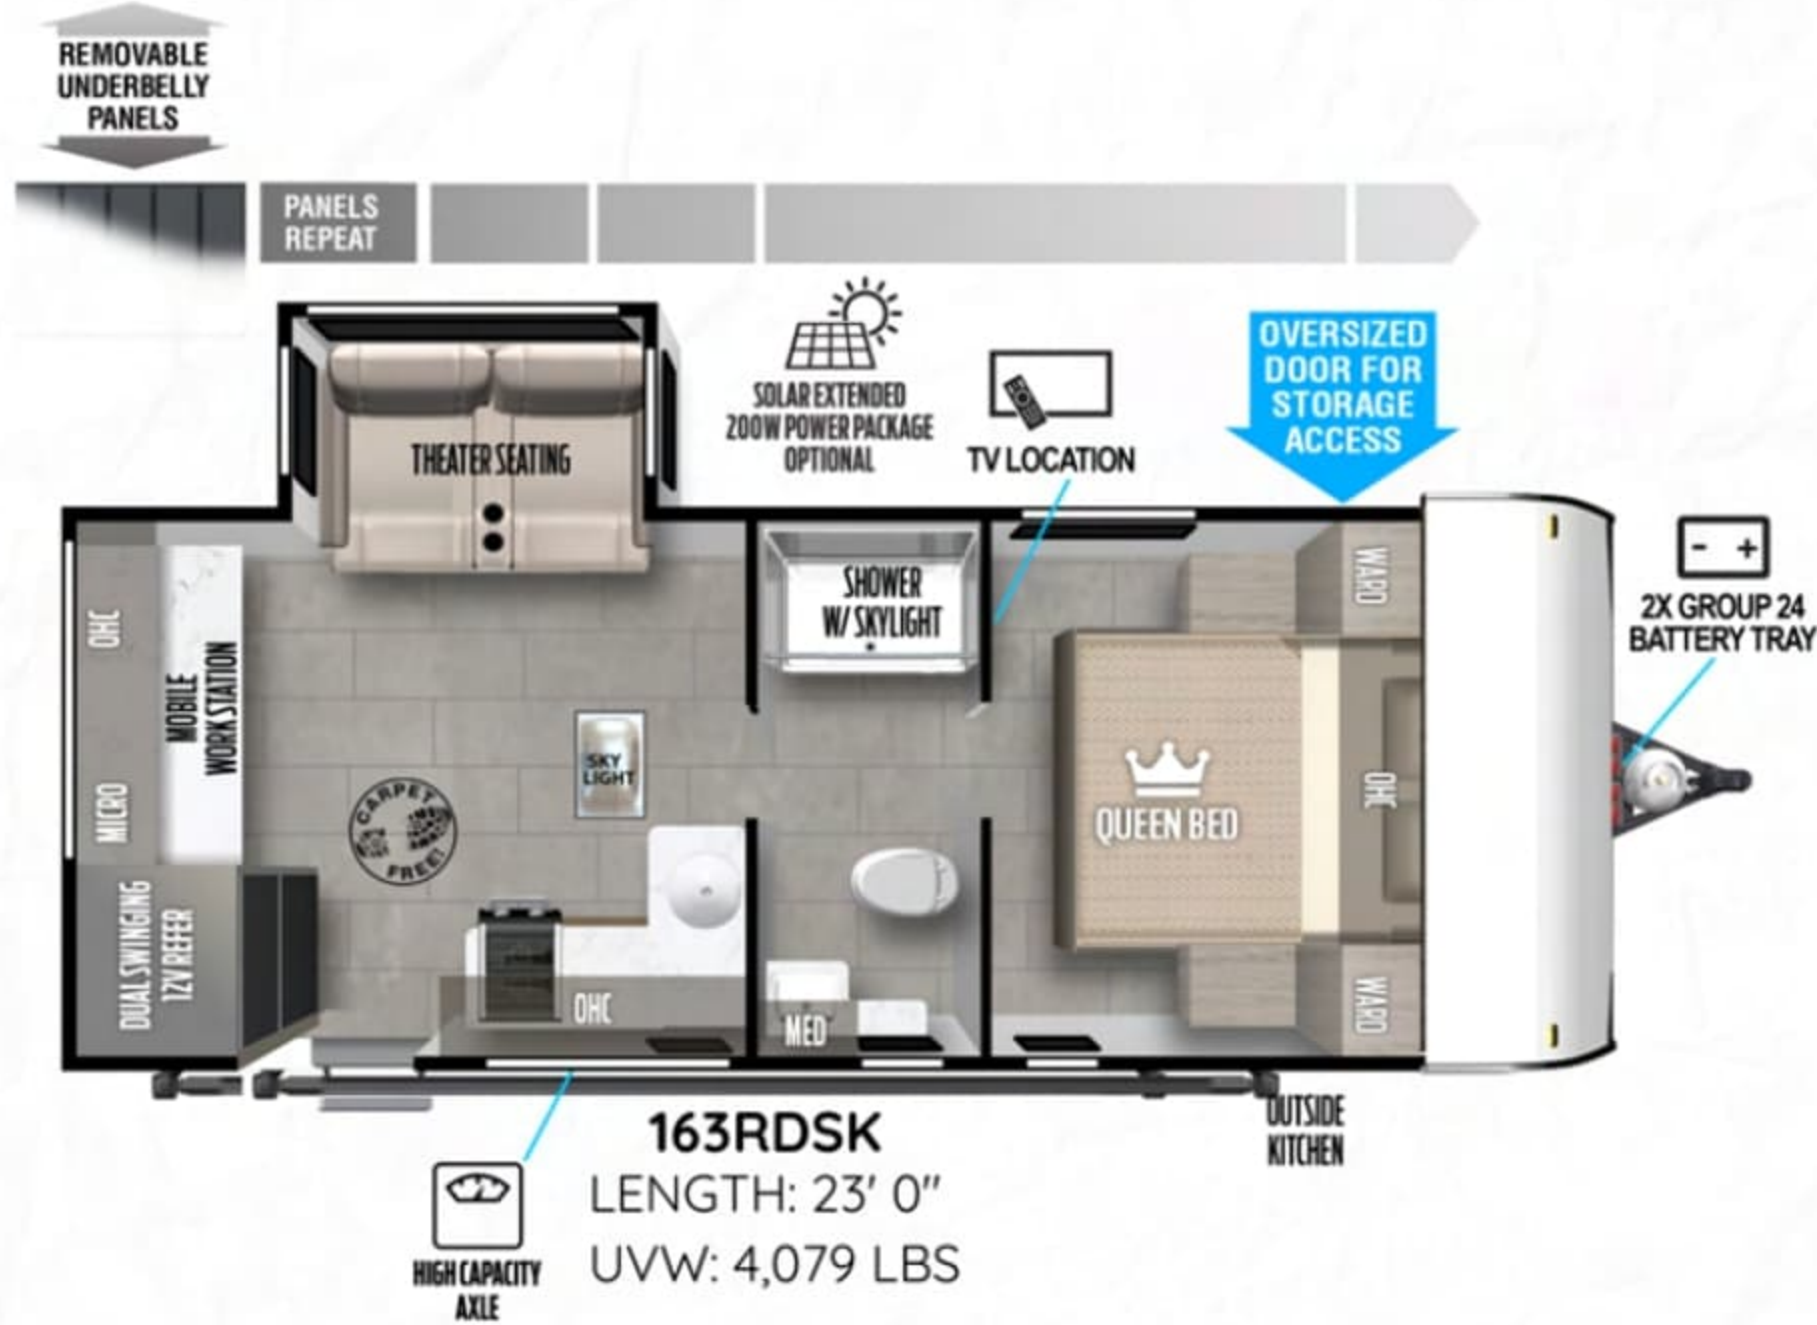 REMOVABLE
UNDERBELLY
PANELS
PANELS
REPEAT
SOLAR EXTENDED
200W POWER PACKAGE
OPTIONAL
TV LOCATION
OVERSIZED
DOOR FOR
STORAGE
ACCESS
THEATER SEATING
- +
2X GROUP 24
BATTERY TRAY
OHC
MOBILE
WORK STATION
MICRO
DUAL SWINGING
12V REFER
SHOWER
W/ SKYLIGHT
WARD
SKY
LIGHT
CARPET
FREE!
QUEEN BED
OHC
OHC
MED
WARD
OUTSIDE
KITCHEN
163RDSK
LENGTH: 23' 0"
UVW: 4,079 LBS
HIGH CAPACITY
AXLE